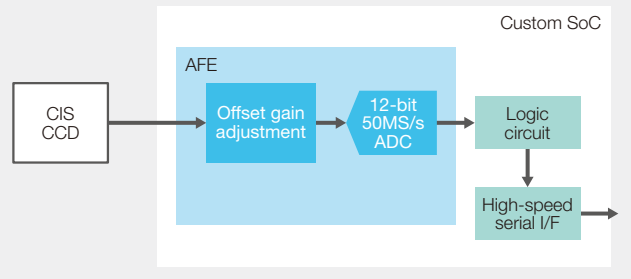 Custom SoC
AFE
CIS
CCD
Offset gain
adjustment
12-bit
50MS/s
ADC
Logic
circuit
High-speed
serial I/F